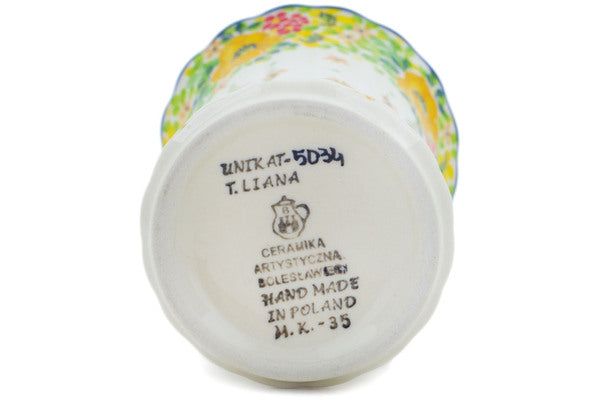 UNIKAT-5034
T. LIANA
B
CERAMIKA
ARTYSTYCZNA
BOLESŁAWIEC
HAND MADE
IN POLAND
M.K.-35